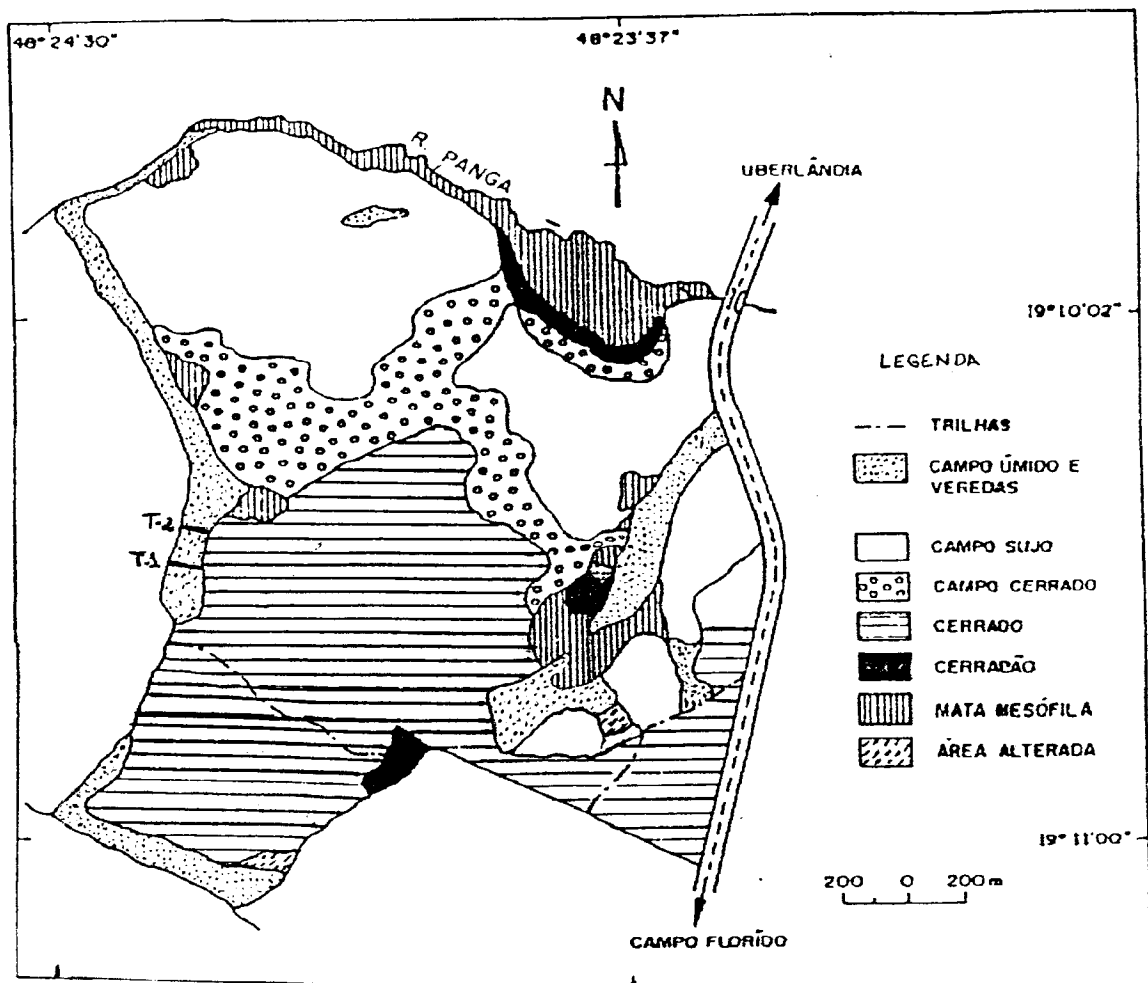 48°24'30"
48°23'37"
N
R. PANGA
UBERLÂNDIA
19°10'02"
LEGENDA
TRILHAS
CAMPO ÚMIDO E
VEREDAS
T-2
T-1
CAMPO SUJO
CAMPO CERRADO
CERRADO
CERRADÃO
MATA MESÓFILA
ÁREA ALTERADA
19°11'00"
200 0 200m
CAMPO FLORÍDO